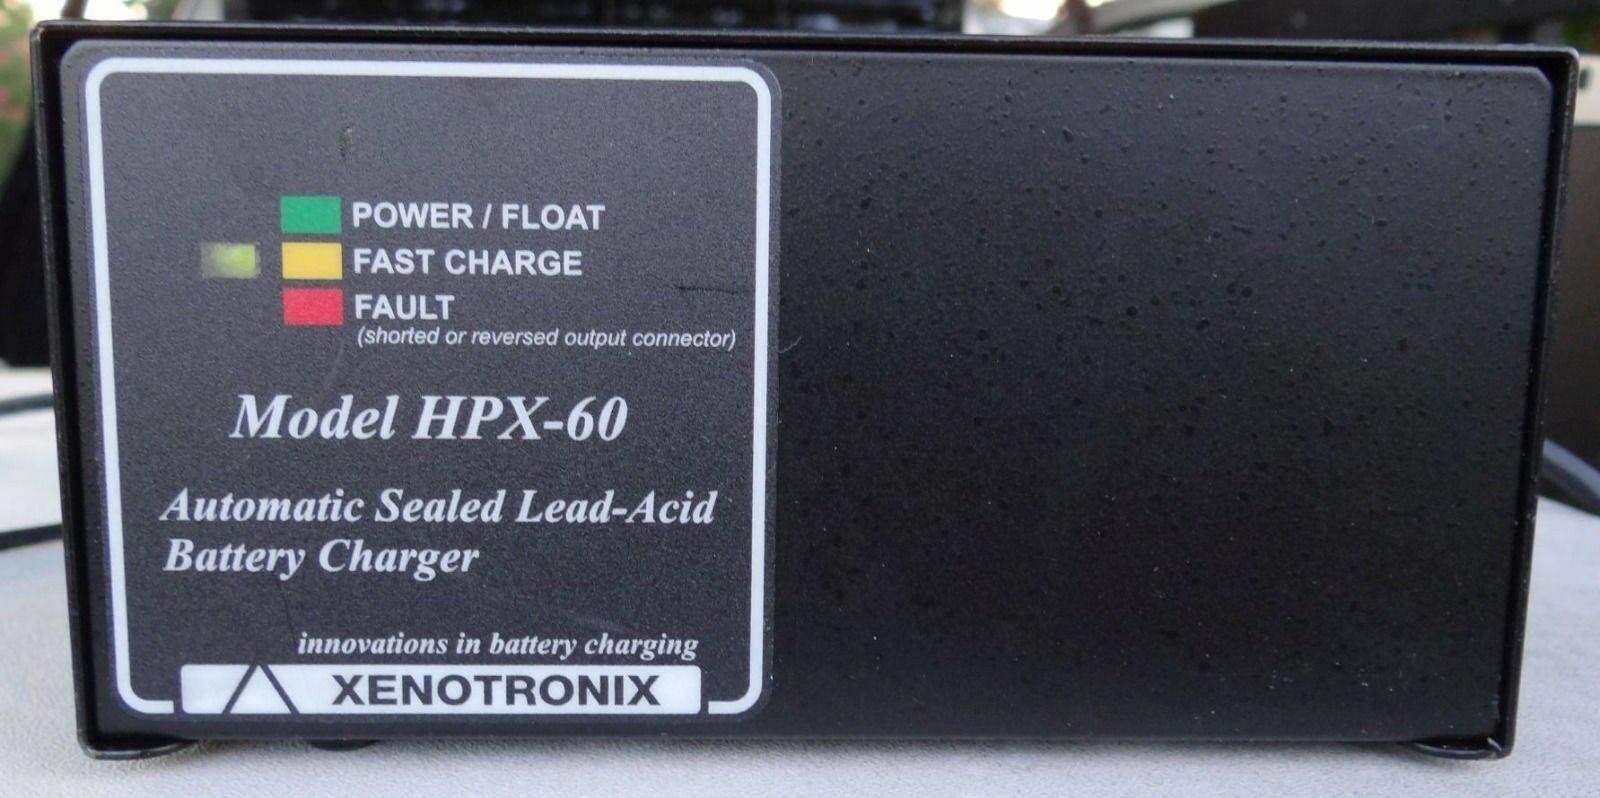 POWER / FLOAT
FAST CHARGE
FAULT
(shorted or reversed output connector)
Model HPX-60
Automatic Sealed Lead-Acid
Battery Charger
innovations in battery charging
XENOTRONIX